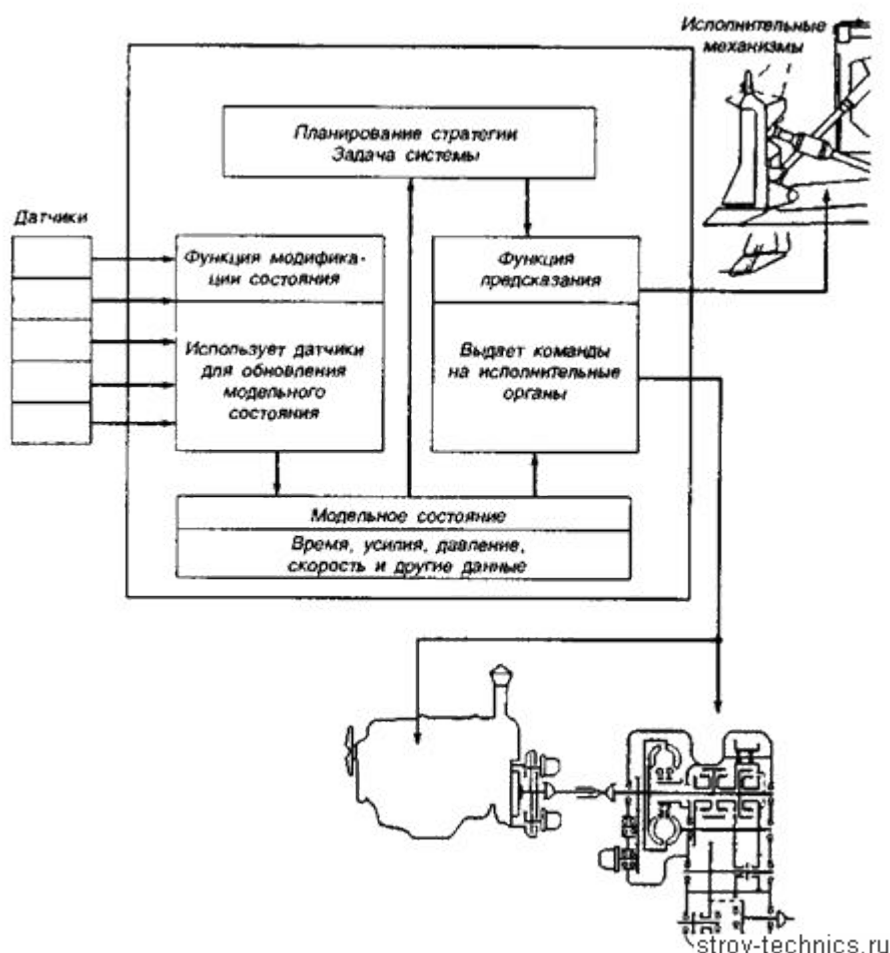 Исполнительные
механизмы
Планирование стратегии
Задача системы
Датчики
Функция модифика-
ции состояния
Функция
предсказания
Использует датчики
для обновления
модельного
состояния
Выдает команды
на исполнительные
органы
Модельное состояние
Время, усилия, давление,
скорость и другие данные
stroy-technics.ru